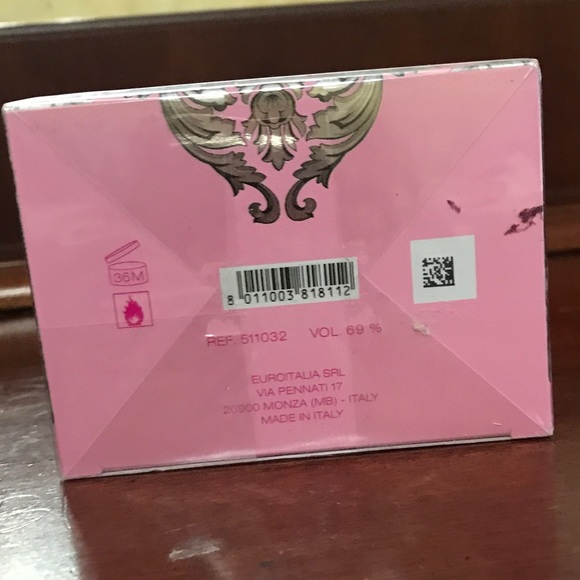 36M
8 011003 818112
REF. 511032 VOL. 69 %
EUROITALIA SRL
VIA PENNATI 17
20900 MONZA (MB) - ITALY
MADE IN ITALY